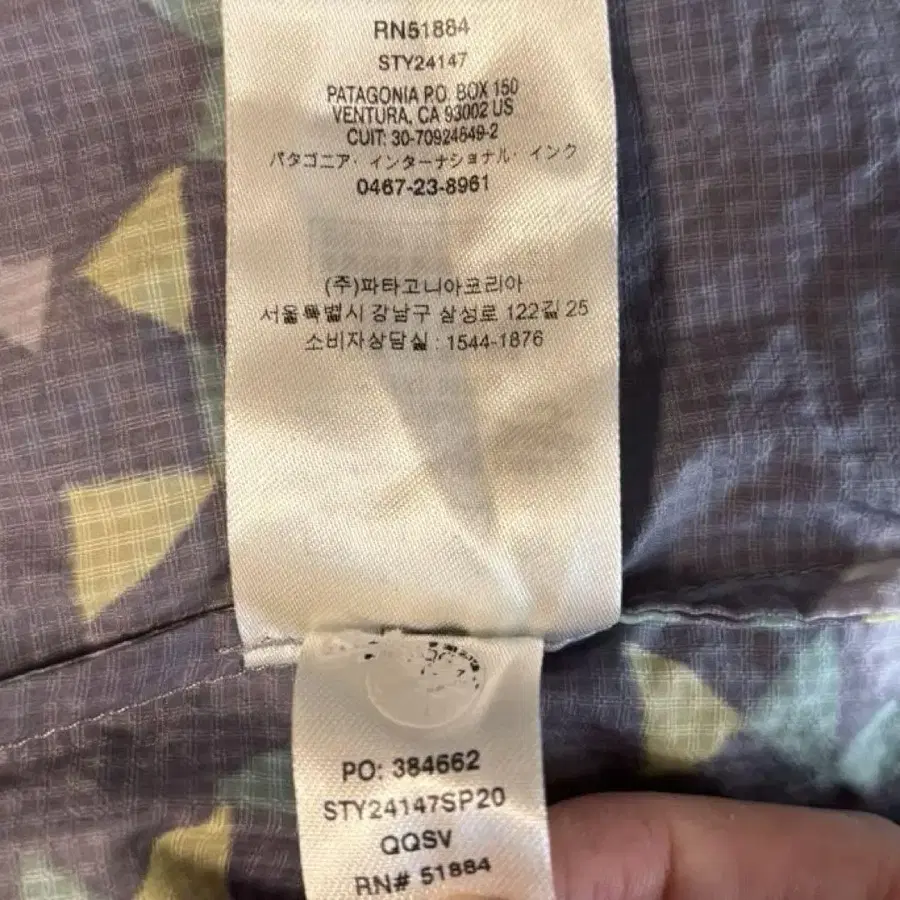 RN51884
STY24147
PATAGONIA P.O. BOX 150
VENTURA, CA 93002 US
CUIT: 30-70924649-2
パタゴニア・インターナショナル・インク
0467-23-8961
(주)파타고니아코리아
서울특별시 강남구 삼성로 122길 25
소비자상담실 : 1544-1876
PO: 384662
STY24147SP20
QQSV
RN# 51884